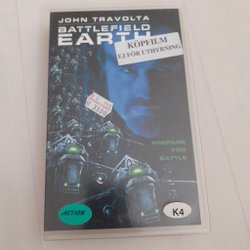 JOHN TRAVOLTA
BATTLEFIELD
EARTH
KÖPFILM
EJ FÖR UTHYRNING
PREPARE
FOR
BATTLE
ACTION
K4